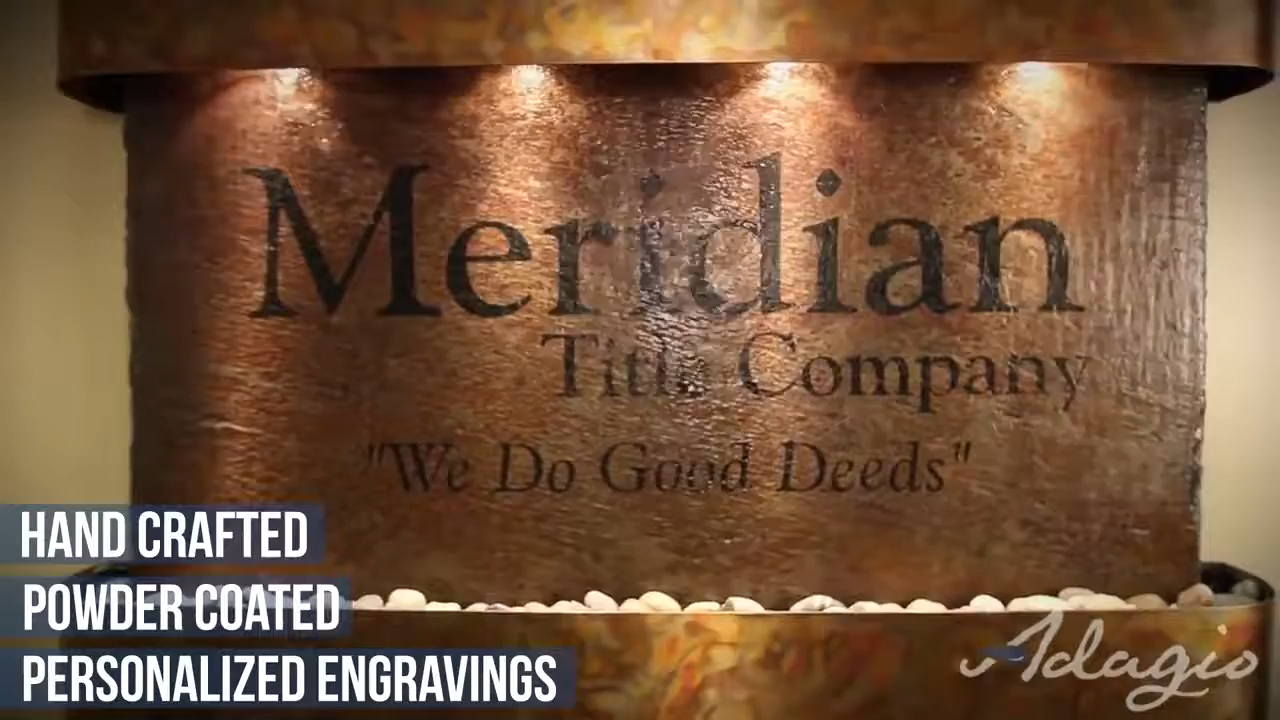 Meridian
Title Company
"We Do Good Deeds"
HAND CRAFTED
POWDER COATED
PERSONALIZED ENGRAVINGS
Adagio